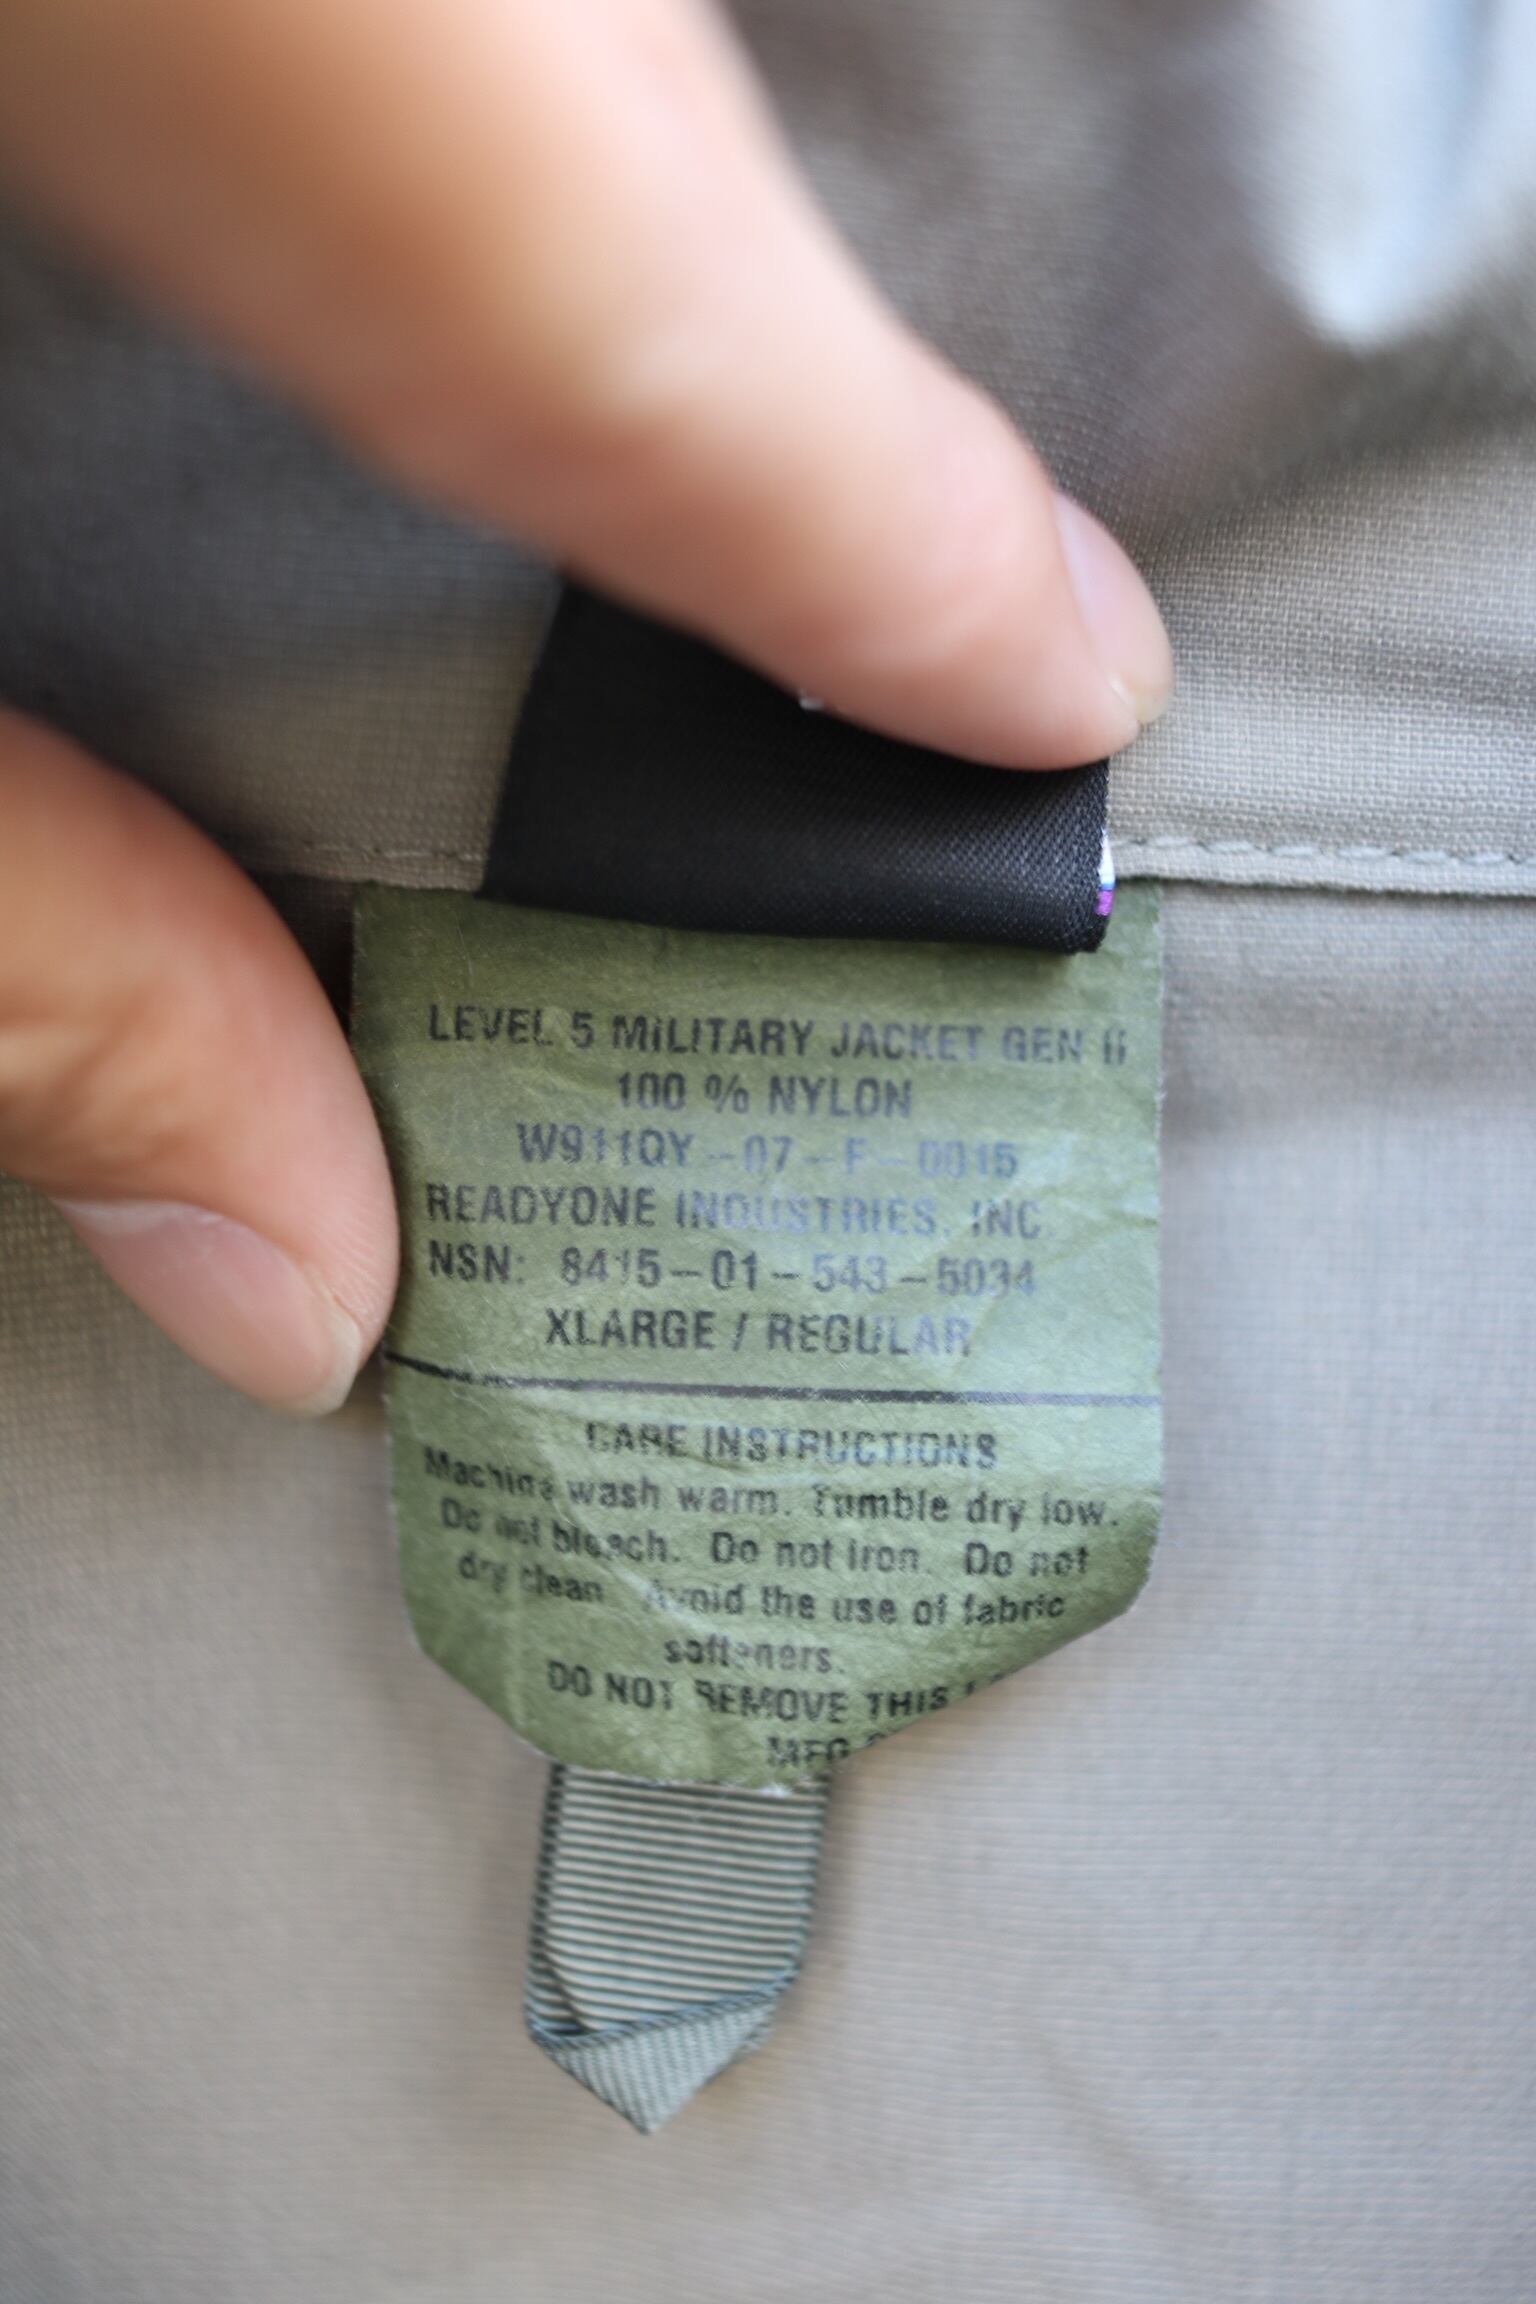 LEVEL 5 MILITARY JACKET GEN II
100 % NYLON
W911QY-07-F-0015
READYONE INDUSTRIES, INC.
NSN: 8415-01-543-5034
XLARGE / REGULAR
CARE INSTRUCTIONS
Machine wash warm. Tumble dry low.
Do not bleach. Do not iron. Do not
dry clean. Avoid the use of fabric
softeners.
DO NOT REMOVE THIS
MFG